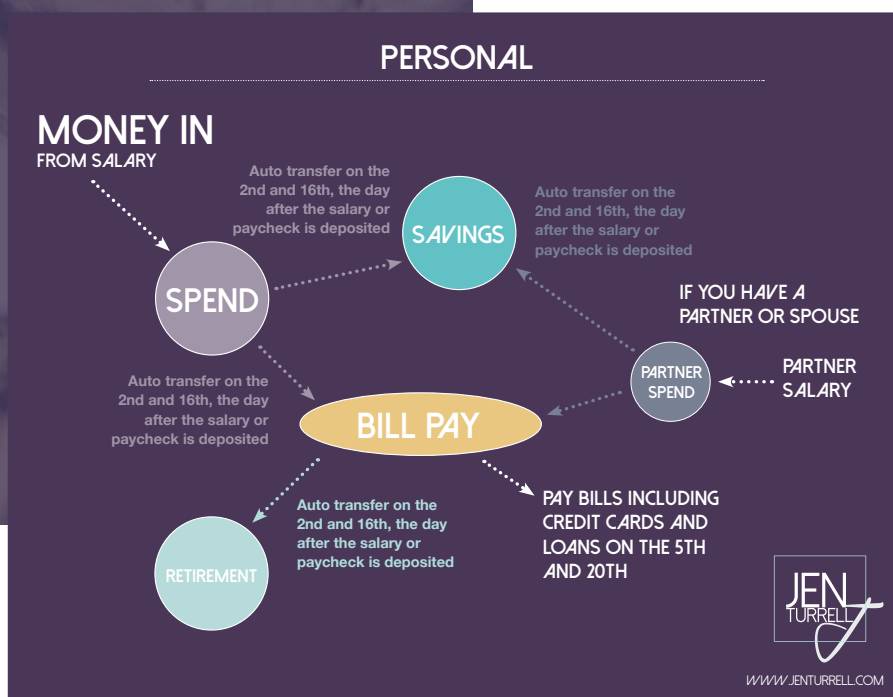 PERSONAL
MONEY IN
FROM SALARY
Auto transfer on the
2nd and 16th, the day
after the salary or
paycheck is deposited
SAVINGS
Auto transfer on the
2nd and 16th, the day
after the salary or
paycheck is deposited
SPEND
IF YOU HAVE A
PARTNER OR SPOUSE
PARTNER
SPEND
PARTNER
SALARY
Auto transfer on the
2nd and 16th, the day
after the salary or
paycheck is deposited
BILL PAY
Auto transfer on the
2nd and 16th, the day
after the salary or
paycheck is deposited
PAY BILLS INCLUDING
CREDIT CARDS AND
LOANS ON THE 5TH
AND 20TH
RETIREMENT
JEN
TURRELL
J
WWW.JENTURRELL.COM